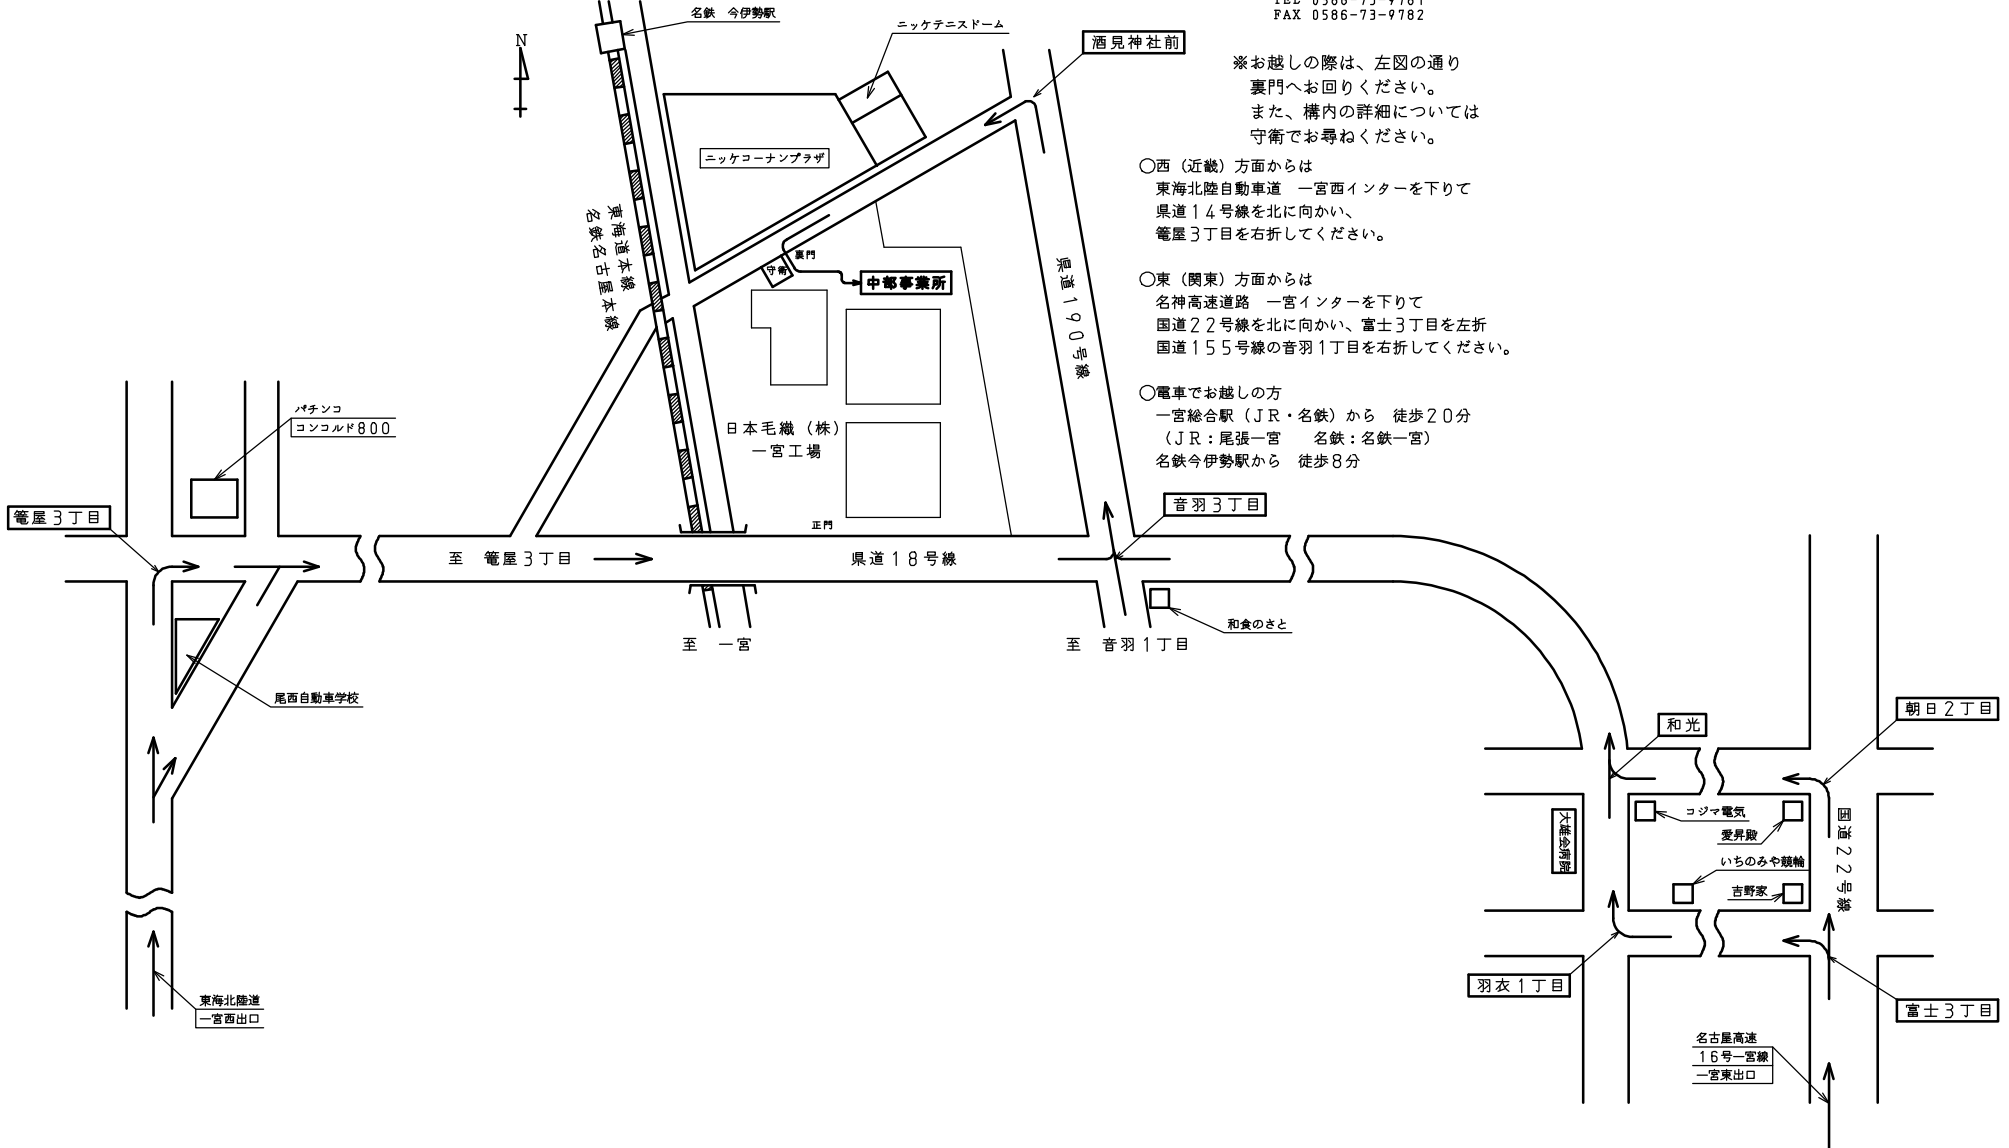 TEL 0586-73-9781
FAX 0586-73-9782
名鉄　今伊勢駅
ニッケテニスドーム
酒見神社前
N
※お越しの際は、左図の通り
裏門へお回りください。
また、構内の詳細については
守衛でお尋ねください。
ニッケコーナンプラザ
○西（近畿）方面からは
東海北陸自動車道　一宮西インターを下りて
県道１４号線を北に向かい、
篭屋３丁目を右折してください。
東海道本線
名鉄名古屋本線
裏門
守衛
中部事業所
県道１９０号線
○東（関東）方面からは
名神高速道路　一宮インターを下りて
国道２２号線を北に向かい、富士３丁目を左折
国道１５５号線の音羽１丁目を右折してください。
○電車でお越しの方
一宮総合駅（ＪＲ・名鉄）から　徒歩２０分
（ＪＲ：尾張一宮　　名鉄：名鉄一宮）
名鉄今伊勢駅から　徒歩８分
パチンコ
コンコルド８００
日本毛織（株）
一宮工場
篭屋３丁目
正門
音羽３丁目
至　篭屋３丁目
県道１８号線
和食のさと
至　一宮
至　音羽１丁目
尾西自動車学校
和光
朝日２丁目
コジマ電気
愛昇殿
大雄会病院
国道２２号線
いちのみや競輪
吉野家
羽衣１丁目
富士３丁目
東海北陸道
一宮西出口
名古屋高速
１６号一宮線
一宮東出口